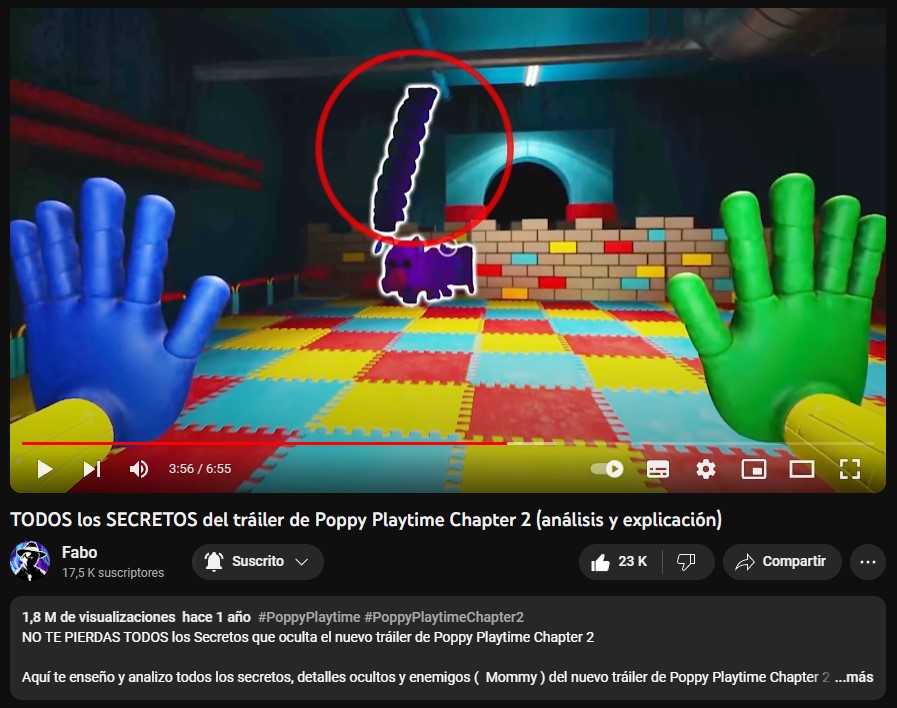 3:56 / 6:55
TODOS los SECRETOS del tráiler de Poppy Playtime Chapter 2 (análisis y explicación)
Fabo
17,5 K suscriptores
Suscrito
23 K
Compartir
1,8 M de visualizaciones hace 1 año #PoppyPlaytime #PoppyPlaytimeChapter2
NO TE PIERDAS TODOS los Secretos que oculta el nuevo tráiler de Poppy Playtime Chapter 2
Aquí te enseño y analizo todos los secretos, detalles ocultos y enemigos ( Mommy ) del nuevo tráiler de Poppy Playtime Chapter 2 ...más